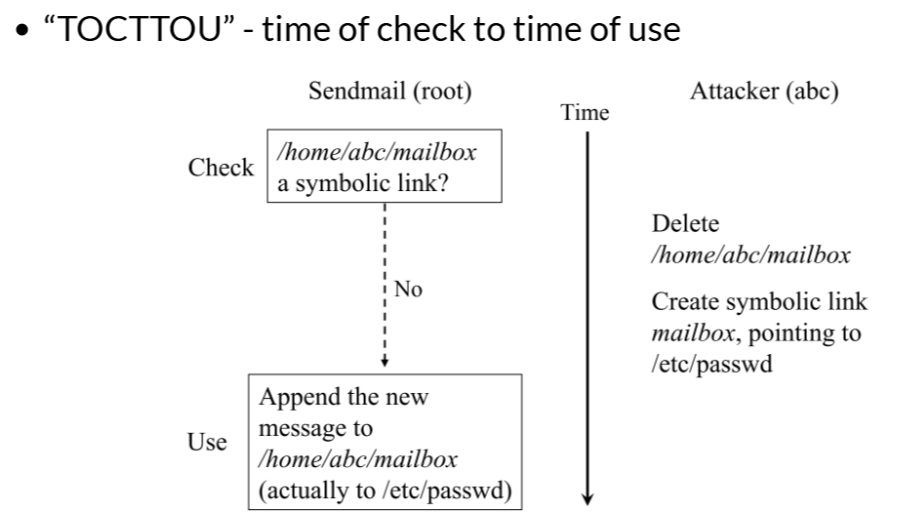 • “TOCTTOU” - time of check to time of use
Sendmail (root)
Time
Attacker (abc)
Check
/home/abc/mailbox
a symbolic link?
Delete
/home/abc/mailbox
No
Create symbolic link
mailbox, pointing to
/etc/passwd
Use
Append the new
message to
/home/abc/mailbox
(actually to /etc/passwd)